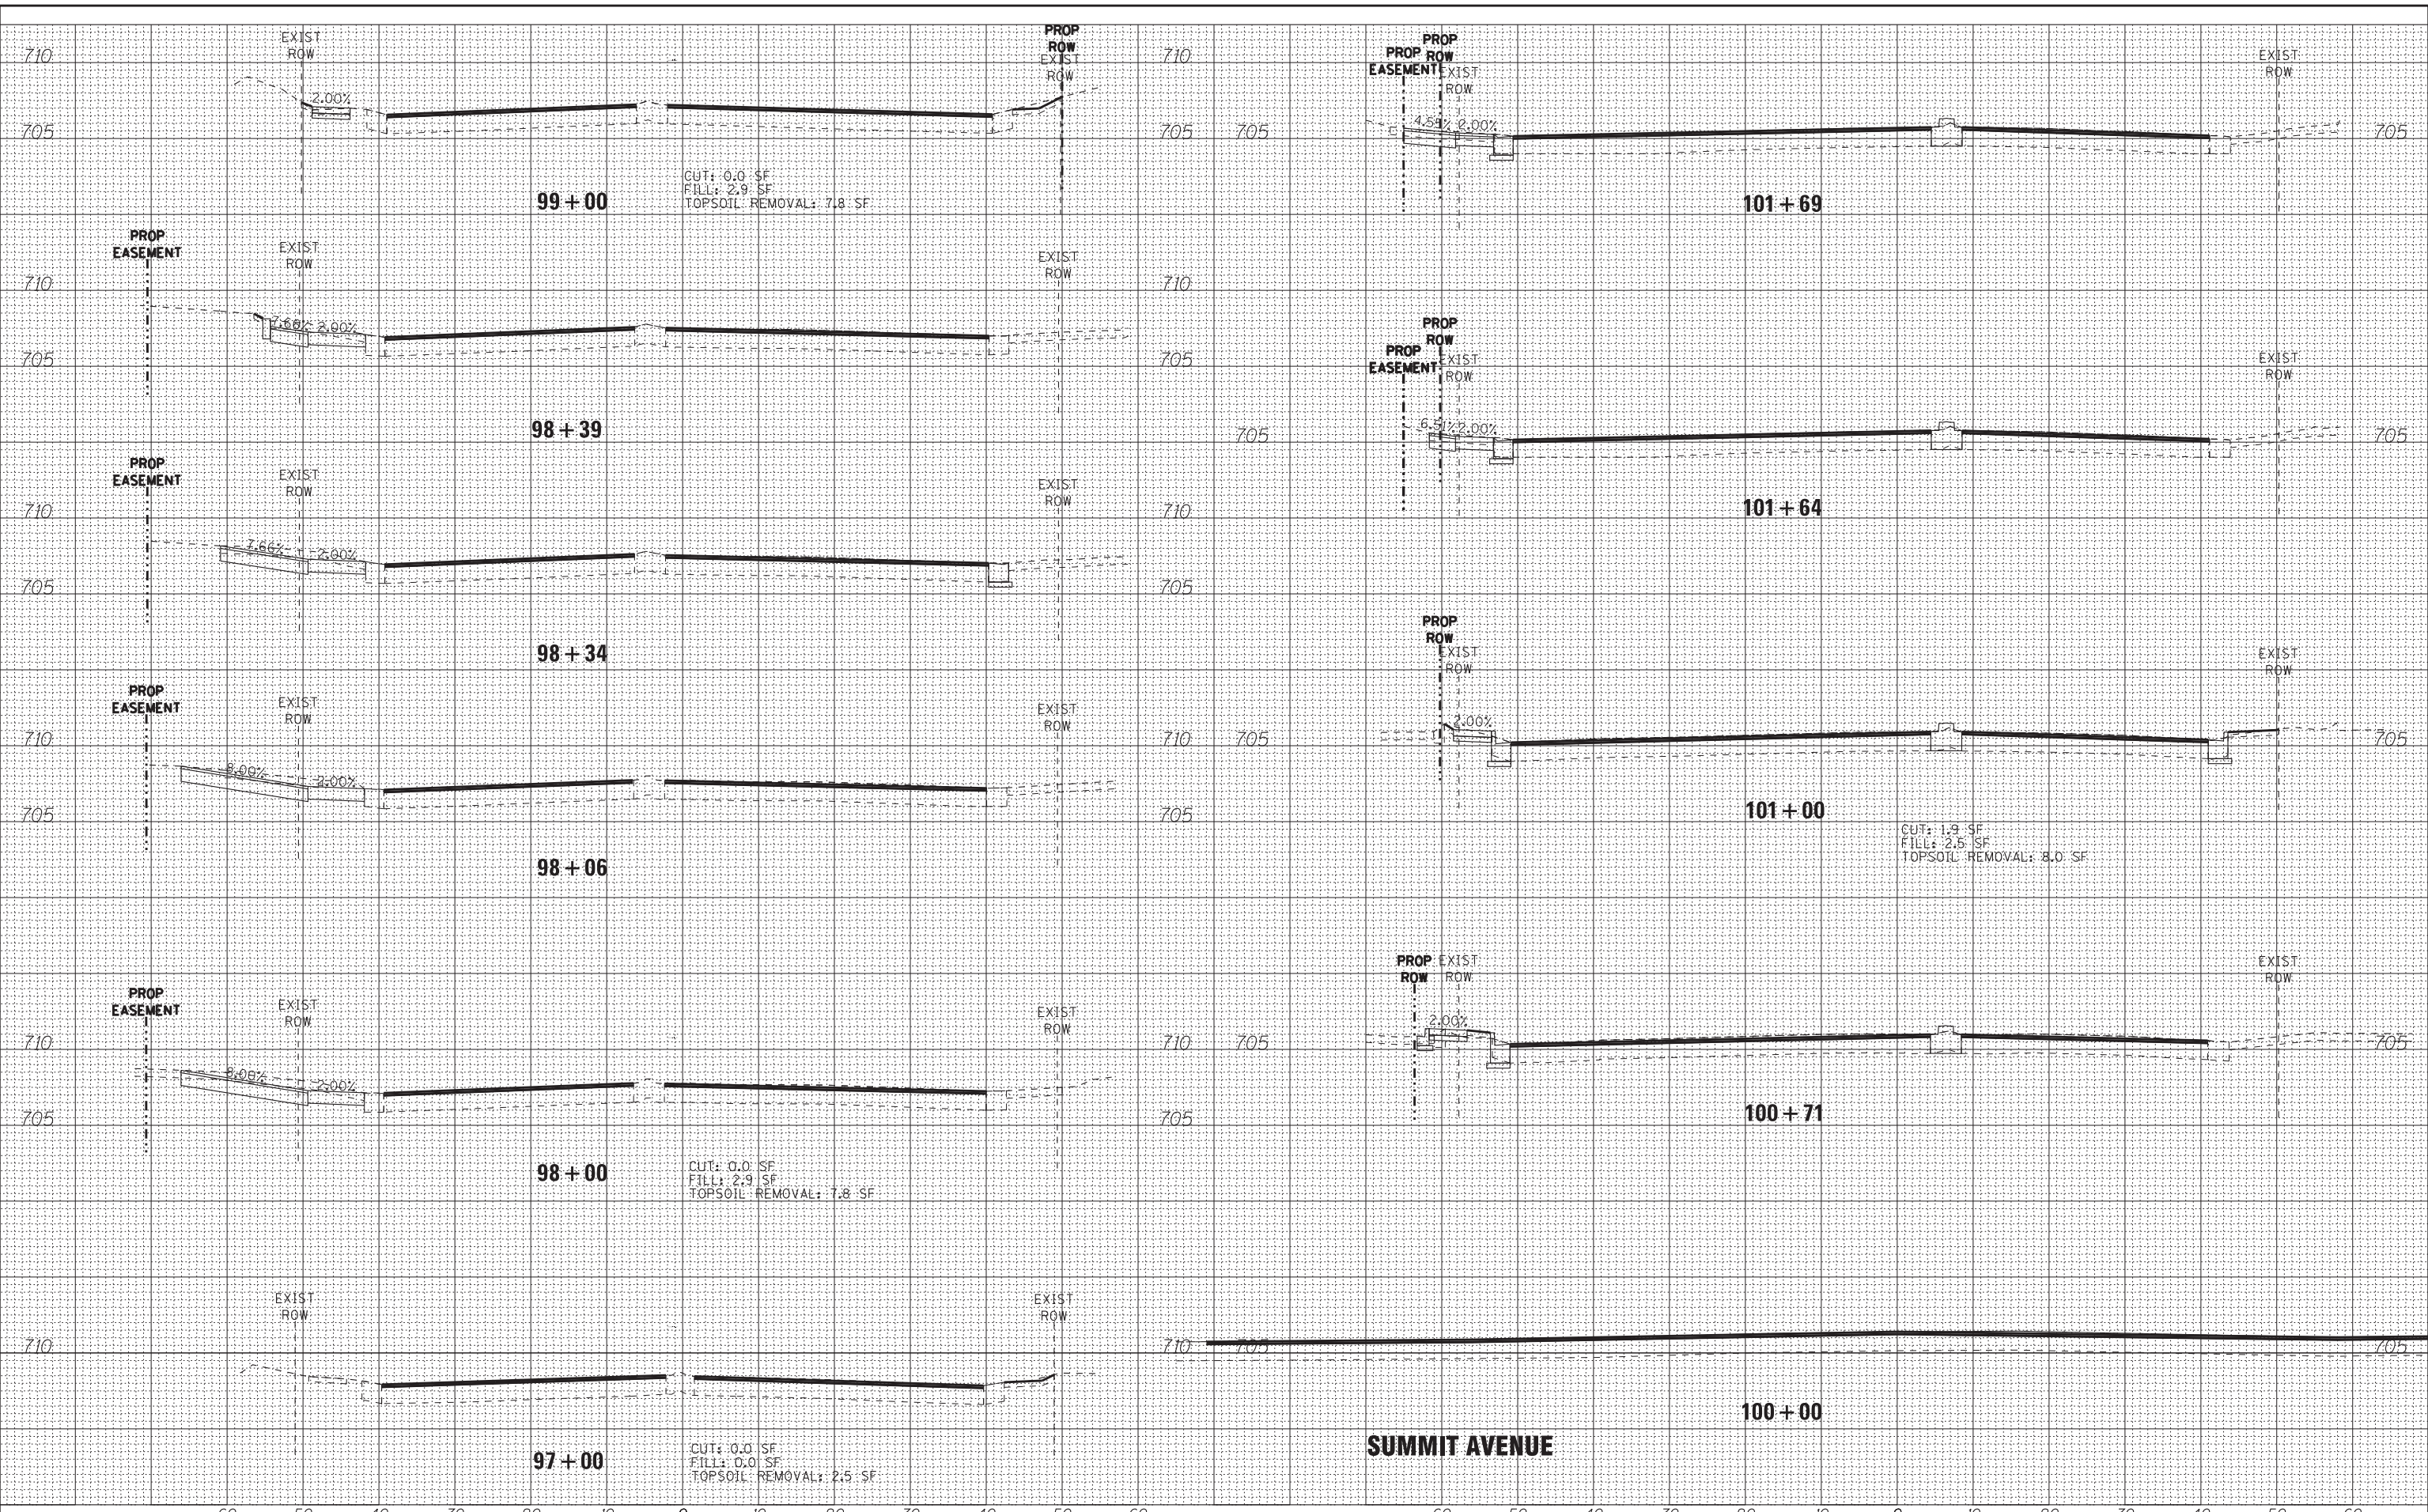 EXIST
ROW
710
2.00%
705
99+00
CUT: 0.0 SF
FILL: 2.9 SF
TOPSOIL REMOVAL: 7.8 SF
PROP
ROW
EXIST
ROW
710
705
PROP
EASEMENT
EXIST
ROW
710
7.66%
2.00%
705
98+39
EXIST
ROW
710
705
PROP
EASEMENT
EXIST
ROW
710
7.66%
2.00%
705
98+34
EXIST
ROW
710
705
PROP
EASEMENT
EXIST
ROW
710
8.00%
2.00%
705
98+06
EXIST
ROW
710
705
PROP
EASEMENT
EXIST
ROW
710
8.00%
2.00%
705
98+00
CUT: 0.0 SF
FILL: 2.9 SF
TOPSOIL REMOVAL: 7.8 SF
EXIST
ROW
710
705
EXIST
ROW
710
97+00
CUT: 0.0 SF
FILL: 0.0 SF
TOPSOIL REMOVAL: 2.5 SF
EXIST
ROW
710
PROP
EASEMENT
PROP
ROW
EXIST
ROW
705
2.00%
101+69
EXIST
ROW
705
PROP
ROW
PROP
EASEMENT
EXIST
ROW
705
6.51%
2.00%
101+64
EXIST
ROW
705
PROP
ROW
EXIST
ROW
705
2.00%
101+00
CUT: 1.9 SF
FILL: 2.5 SF
TOPSOIL REMOVAL: 8.0 SF
EXIST
ROW
705
PROP
ROW
EXIST
ROW
705
2.00%
100+71
EXIST
ROW
705
705
100+00
705
SUMMIT AVENUE